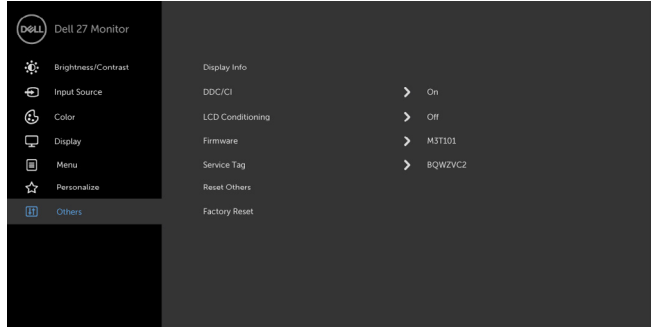 DELL
Dell 27 Monitor
Brightness/Contrast
Input Source
Color
Display
Menu
Personalize
Others
Display Info
DDC/CI On
LCD Conditioning Off
Firmware M3T101
Service Tag BQWZVC2
Reset Others
Factory Reset